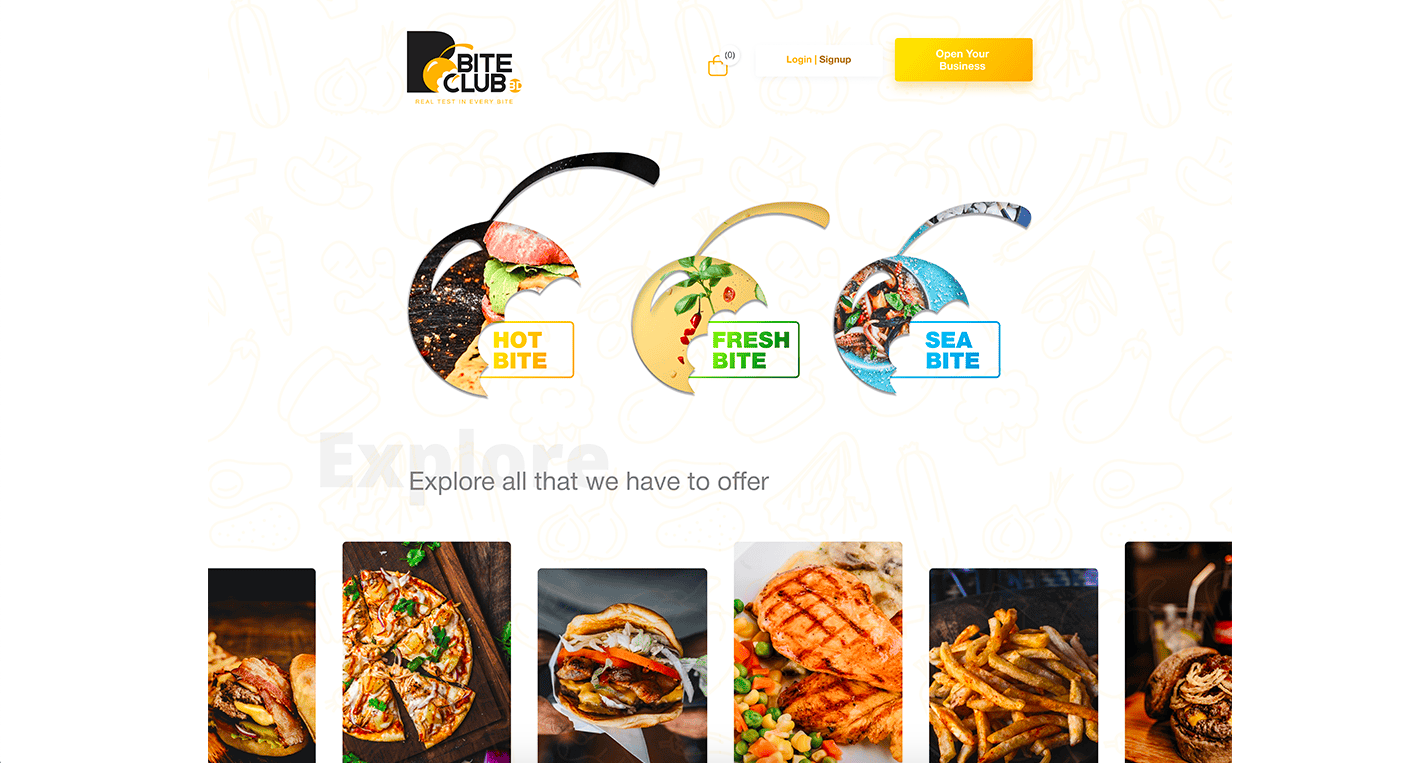 BITE
CLUB BD
REAL TEST IN EVERY BITE
(0)
Login | Signup
Open Your
Business
HOT
BITE
FRESH
BITE
SEA
BITE
Explore
Explore all that we have to offer